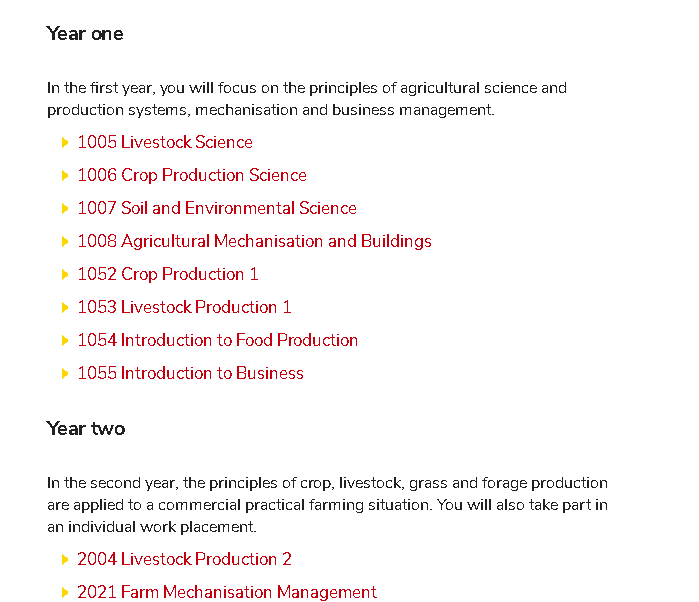 Year one
In the first year, you will focus on the principles of agricultural science and
production systems, mechanisation and business management.
1005 Livestock Science
1006 Crop Production Science
1007 Soil and Environmental Science
1008 Agricultural Mechanisation and Buildings
1052 Crop Production 1
1053 Livestock Production 1
1054 Introduction to Food Production
1055 Introduction to Business
Year two
In the second year, the principles of crop, livestock, grass and forage production
are applied to a commercial practical farming situation. You will also take part in
an individual work placement.
2004 Livestock Production 2
2021 Farm Mechanisation Management